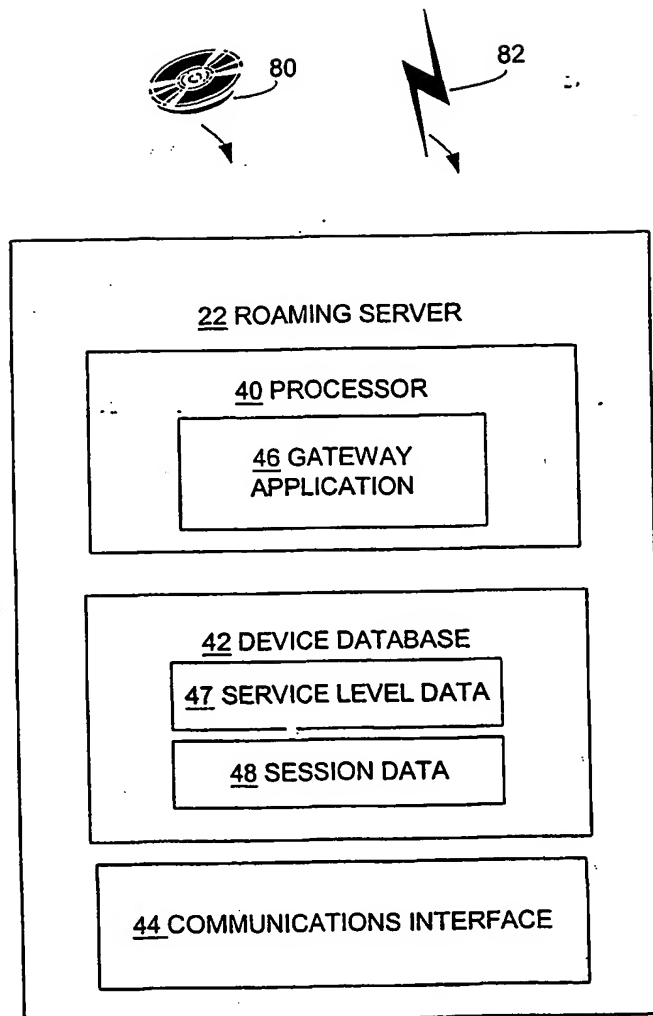 80
82
22 ROAMING SERVER
40 PROCESSOR
46 GATEWAY
APPLICATION
42 DEVICE DATABASE
47 SERVICE LEVEL DATA
48 SESSION DATA
44 COMMUNICATIONS INTERFACE